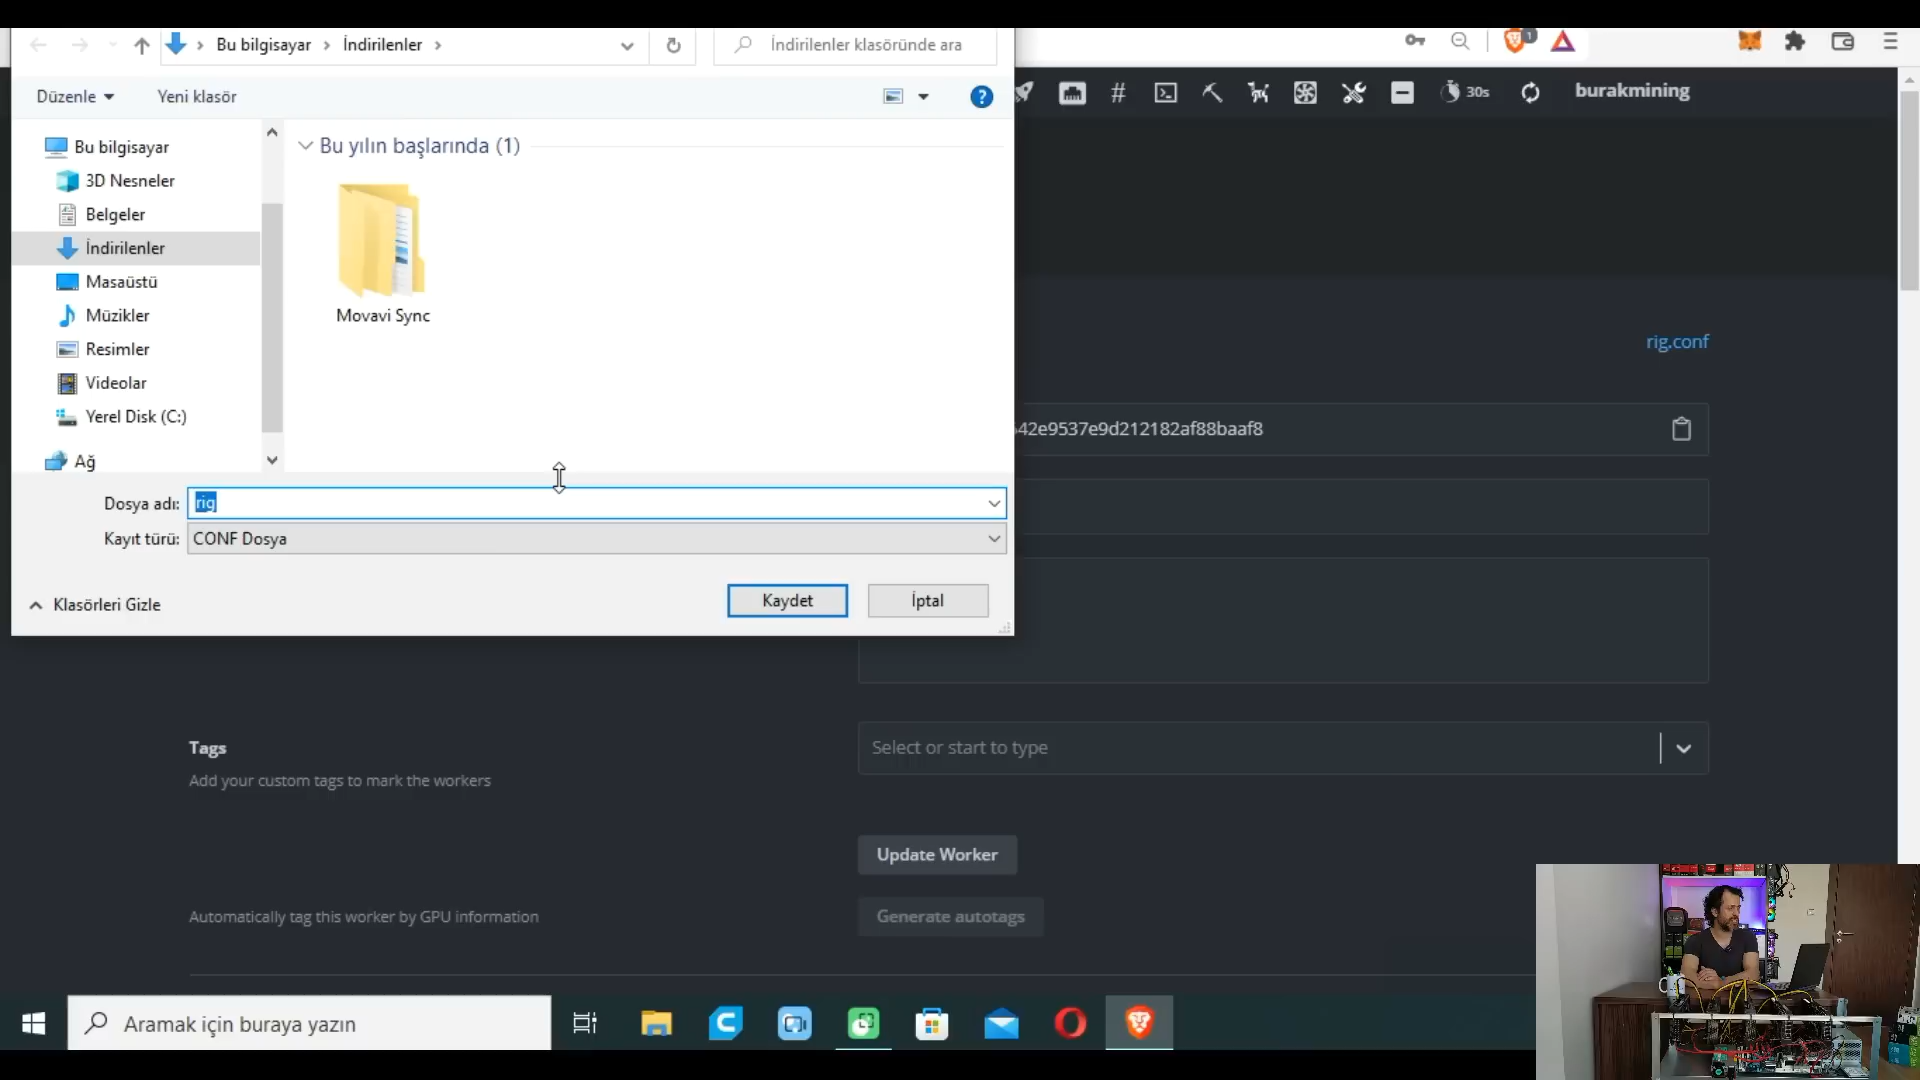 Bu bilgisayar › İndirilenler ›
İndirilenler klasöründe ara
1
Düzenle
Yeni klasör
?
#
30s
burakmining
Bu bilgisayar
3D Nesneler
Belgeler
İndirilenler
Masaüstü
Müzikler
Resimler
Videolar
Yerel Disk (C:)
Ağ
Bu yılın başlarında (1)
Movavi Sync
rig.conf
42e9537e9d212182af88baaf8
Dosya adı: rig
Kayıt türü: CONF Dosya
Klasörleri Gizle
Kaydet
İptal
Tags
Add your custom tags to mark the workers
Select or start to type
Update Worker
Automatically tag this worker by GPU information
Generate autotags
Aramak için buraya yazın